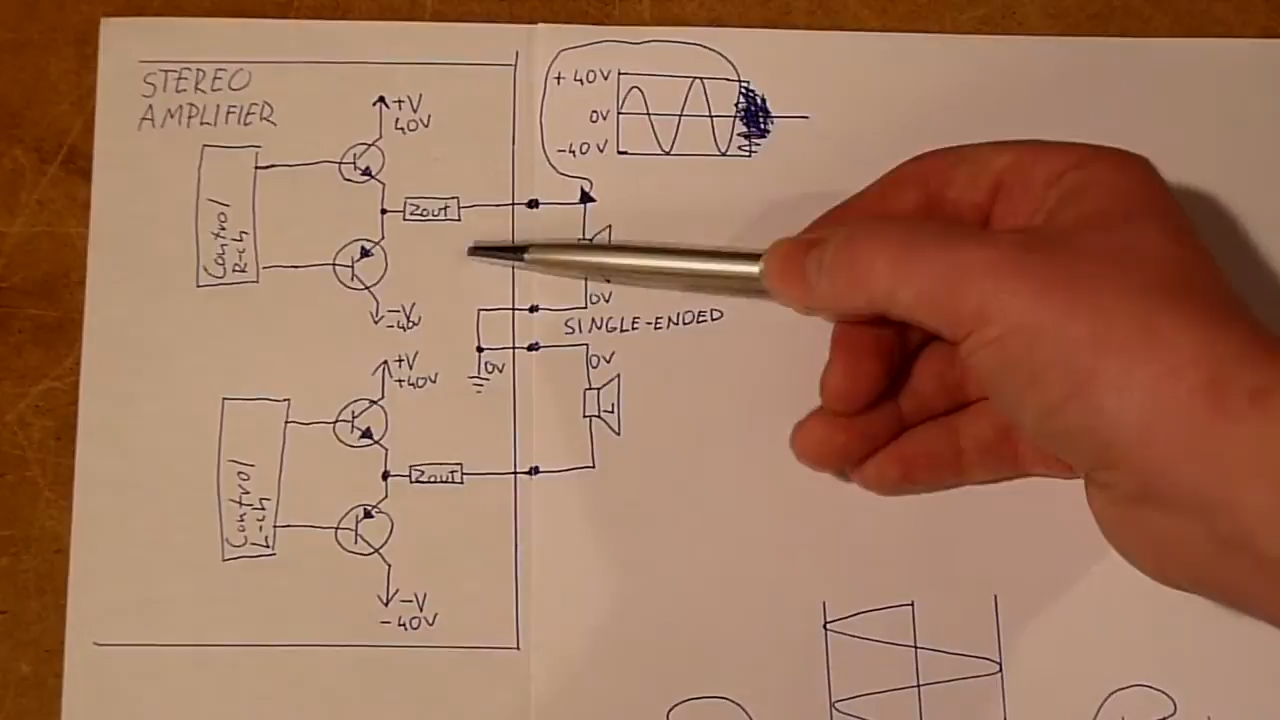 STEREO
AMPLIFIER
+V
40V
Control
R-ch
Zout
-V
-40V
+40V
0V
-40V
0V
SINGLE-ENDED
0V
0V
+V
+40V
Control
L-ch
Zout
L
-V
-40V